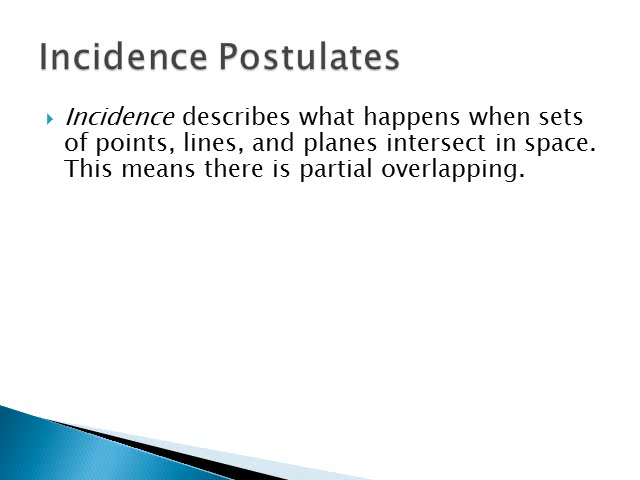 Incidence Postulates
Incidence describes what happens when sets
of points, lines, and planes intersect in space.
This means there is partial overlapping.